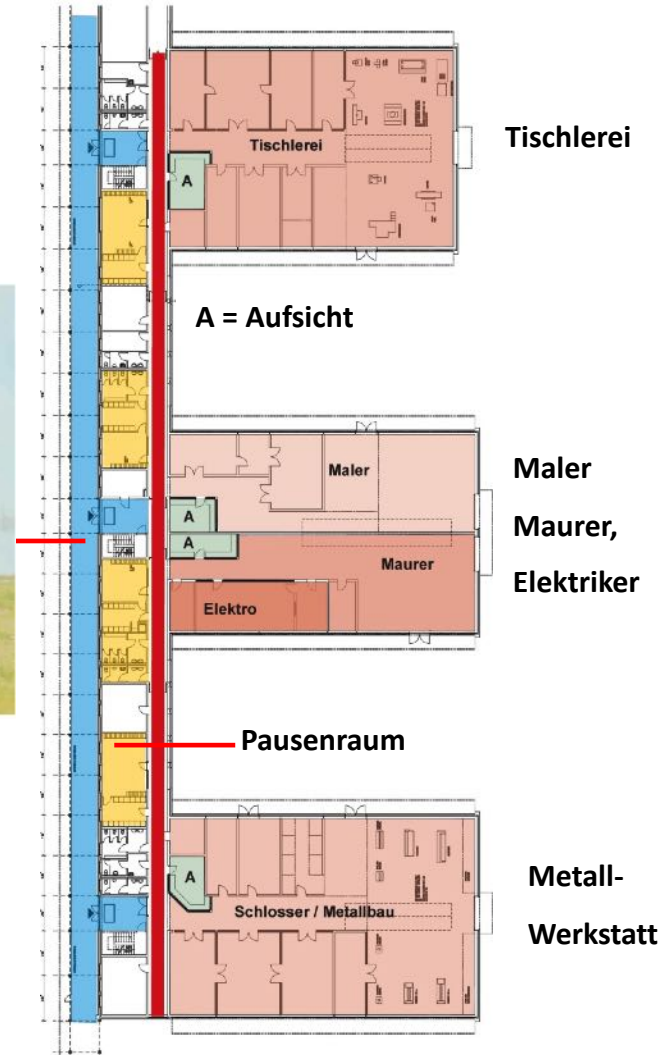 Tischlerei
Tischlerei
A
A = Aufsicht
Maler
Maler
A
Maurer,
A
Maurer
Elektriker
Elektro
Pausenraum
A
Metall-
Schlosser / Metallbau
Werkstatt